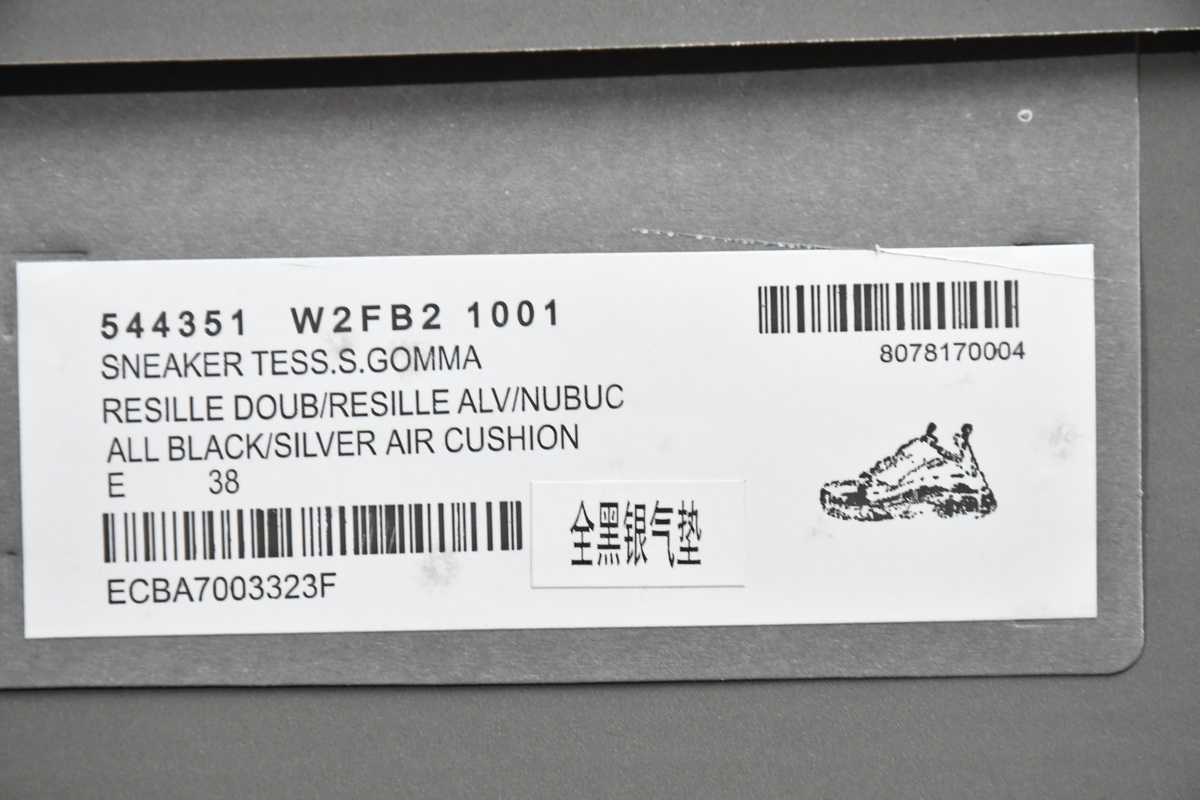 544351 W2FB2 1001
SNEAKER TESS.S.GOMMA
RESILLE DOUB/RESILLE ALV/NUBUC
ALL BLACK/SILVER AIR CUSHION
E 38
ECBA7003323F
8078170004
全黑银气垫